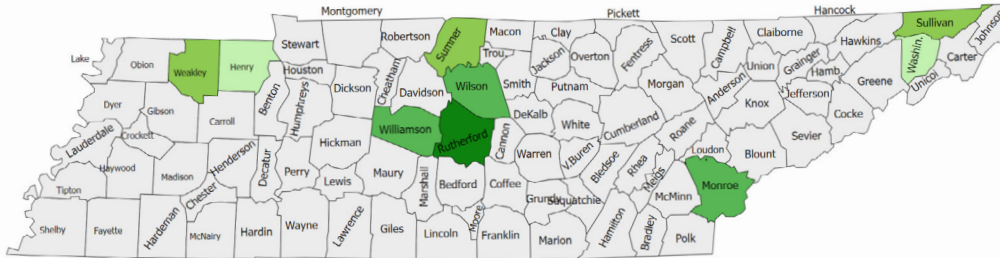 Montgomery
Pickett
Hancock
Lake
Obion
Weakley
Henry
Stewart
Robertson
Sumner
Macon
Clay
Scott
Campbell
Claiborne
Hawkins
Sullivan
Johnson
Houston
Cheatham
Trou.
Jackson
Overton
Fentress
Union
Grainger
Hamb.
Washin.
Carter
Unicoi
Greene
Dyer
Gibson
Carroll
Benton
Humphreys
Dickson
Davidson
Wilson
Smith
Putnam
Morgan
Anderson
Knox
Jefferson
Cocke
Lauderdale
Crockett
Henderson
Hickman
Williamson
Rutherford
Cannon
DeKalb
White
Cumberland
Roane
Loudon
Blount
Sevier
Tipton
Haywood
Madison
Chester
Decatur
Perry
Lewis
Maury
Marshall
Bedford
Coffee
Warren
V.Buren
Bledsoe
Rhea
Meigs
McMinn
Monroe
Shelby
Fayette
Hardeman
McNairy
Hardin
Wayne
Lawrence
Giles
Lincoln
Moore
Franklin
Grundy
Sequatchie
Marion
Hamilton
Bradley
Polk